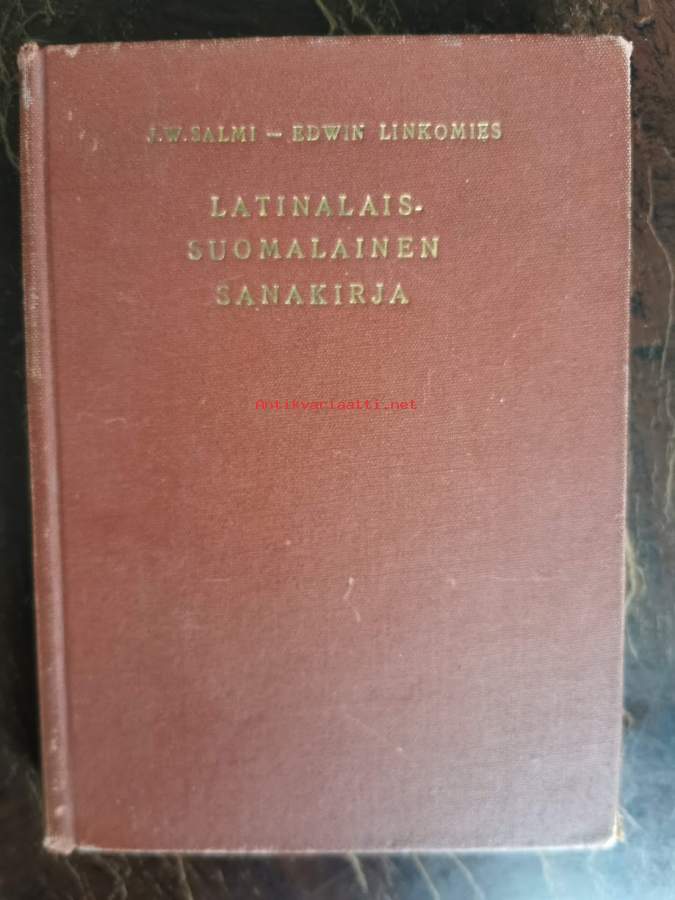 J.W.SALMI — EDWIN LINKOMIES
LATINALAIS-
SUOMALAINEN
SANAKIRJA
Antikvariaatti.net